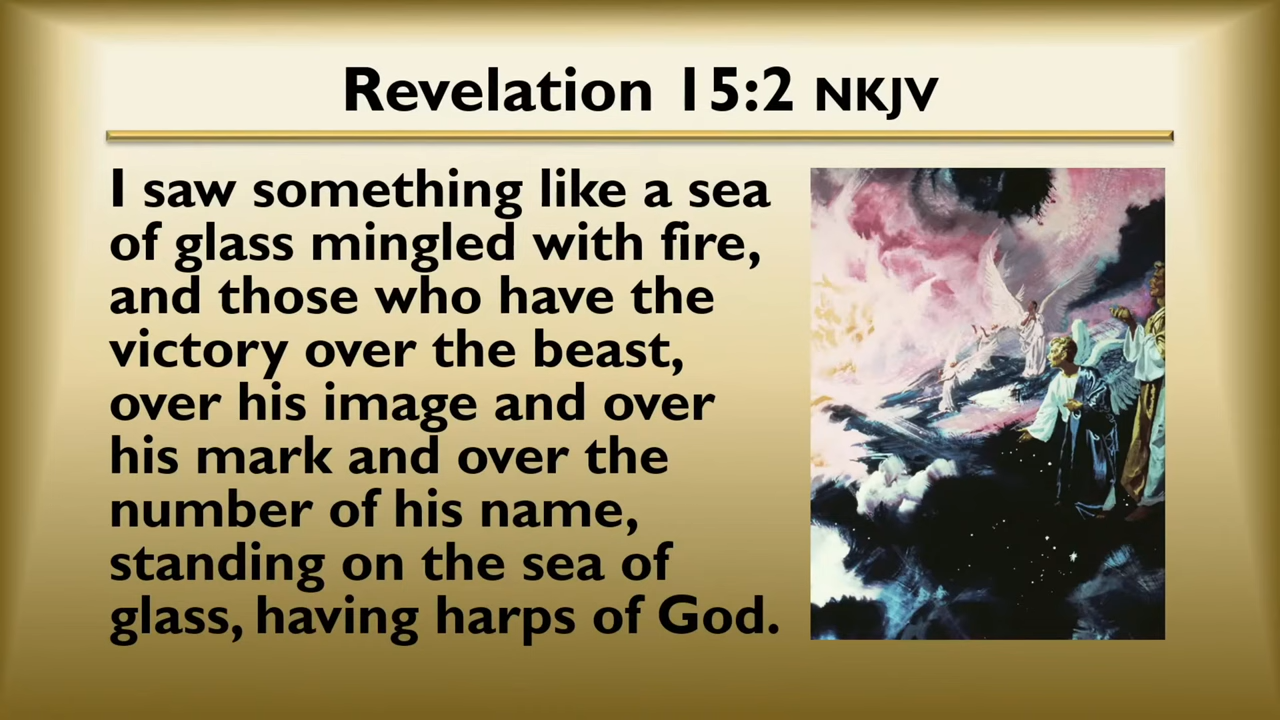 Revelation 15:2 NKJV
I saw something like a sea
of glass mingled with fire,
and those who have the
victory over the beast,
over his image and over
his mark and over the
number of his name,
standing on the sea of
glass, having harps of God.